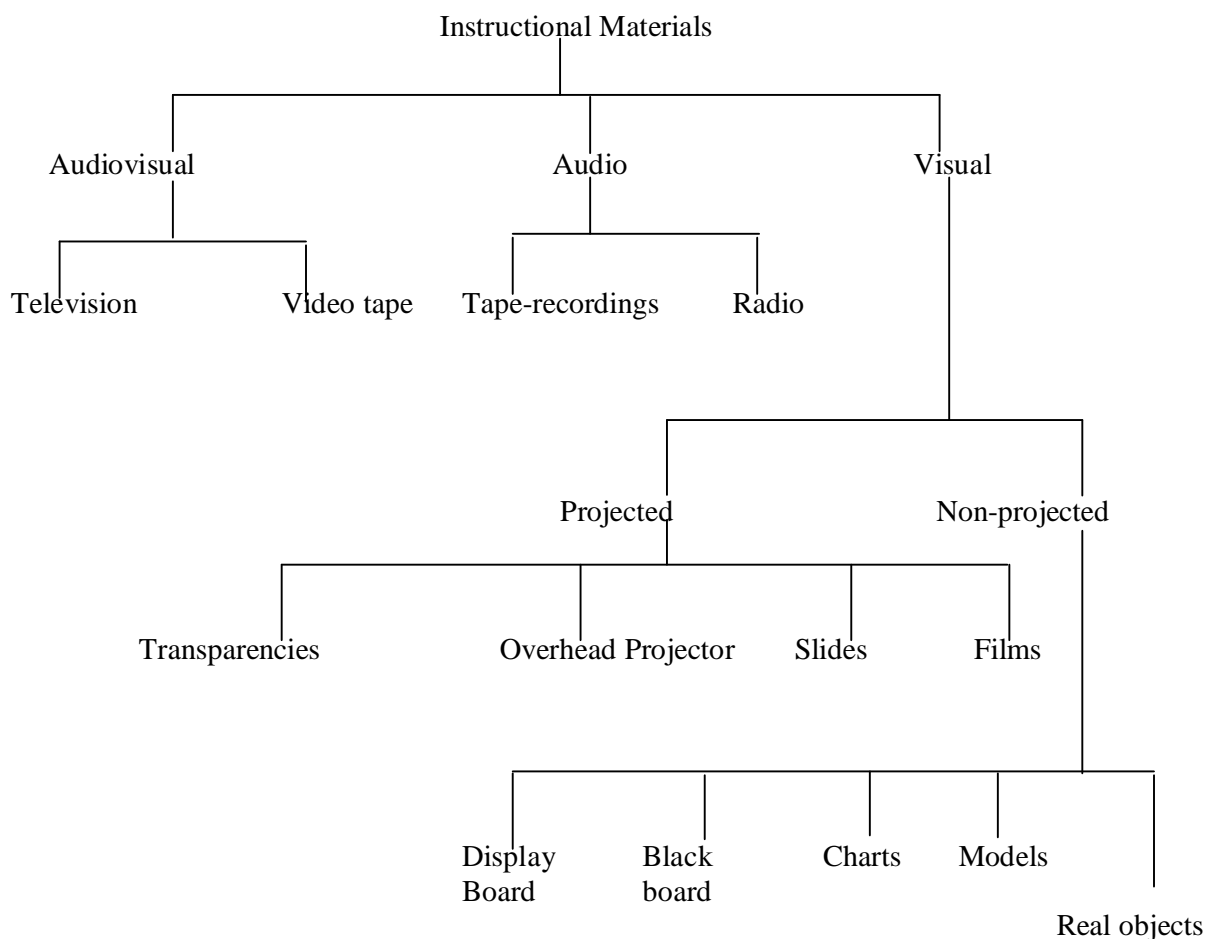 Instructional Materials
Audiovisual
Audio
Visual
Television
Video tape
Tape-recordings
Radio
Projected
Non-projected
Transparencies
Overhead Projector
Slides
Films
Display
Board
Black
board
Charts
Models
Real objects